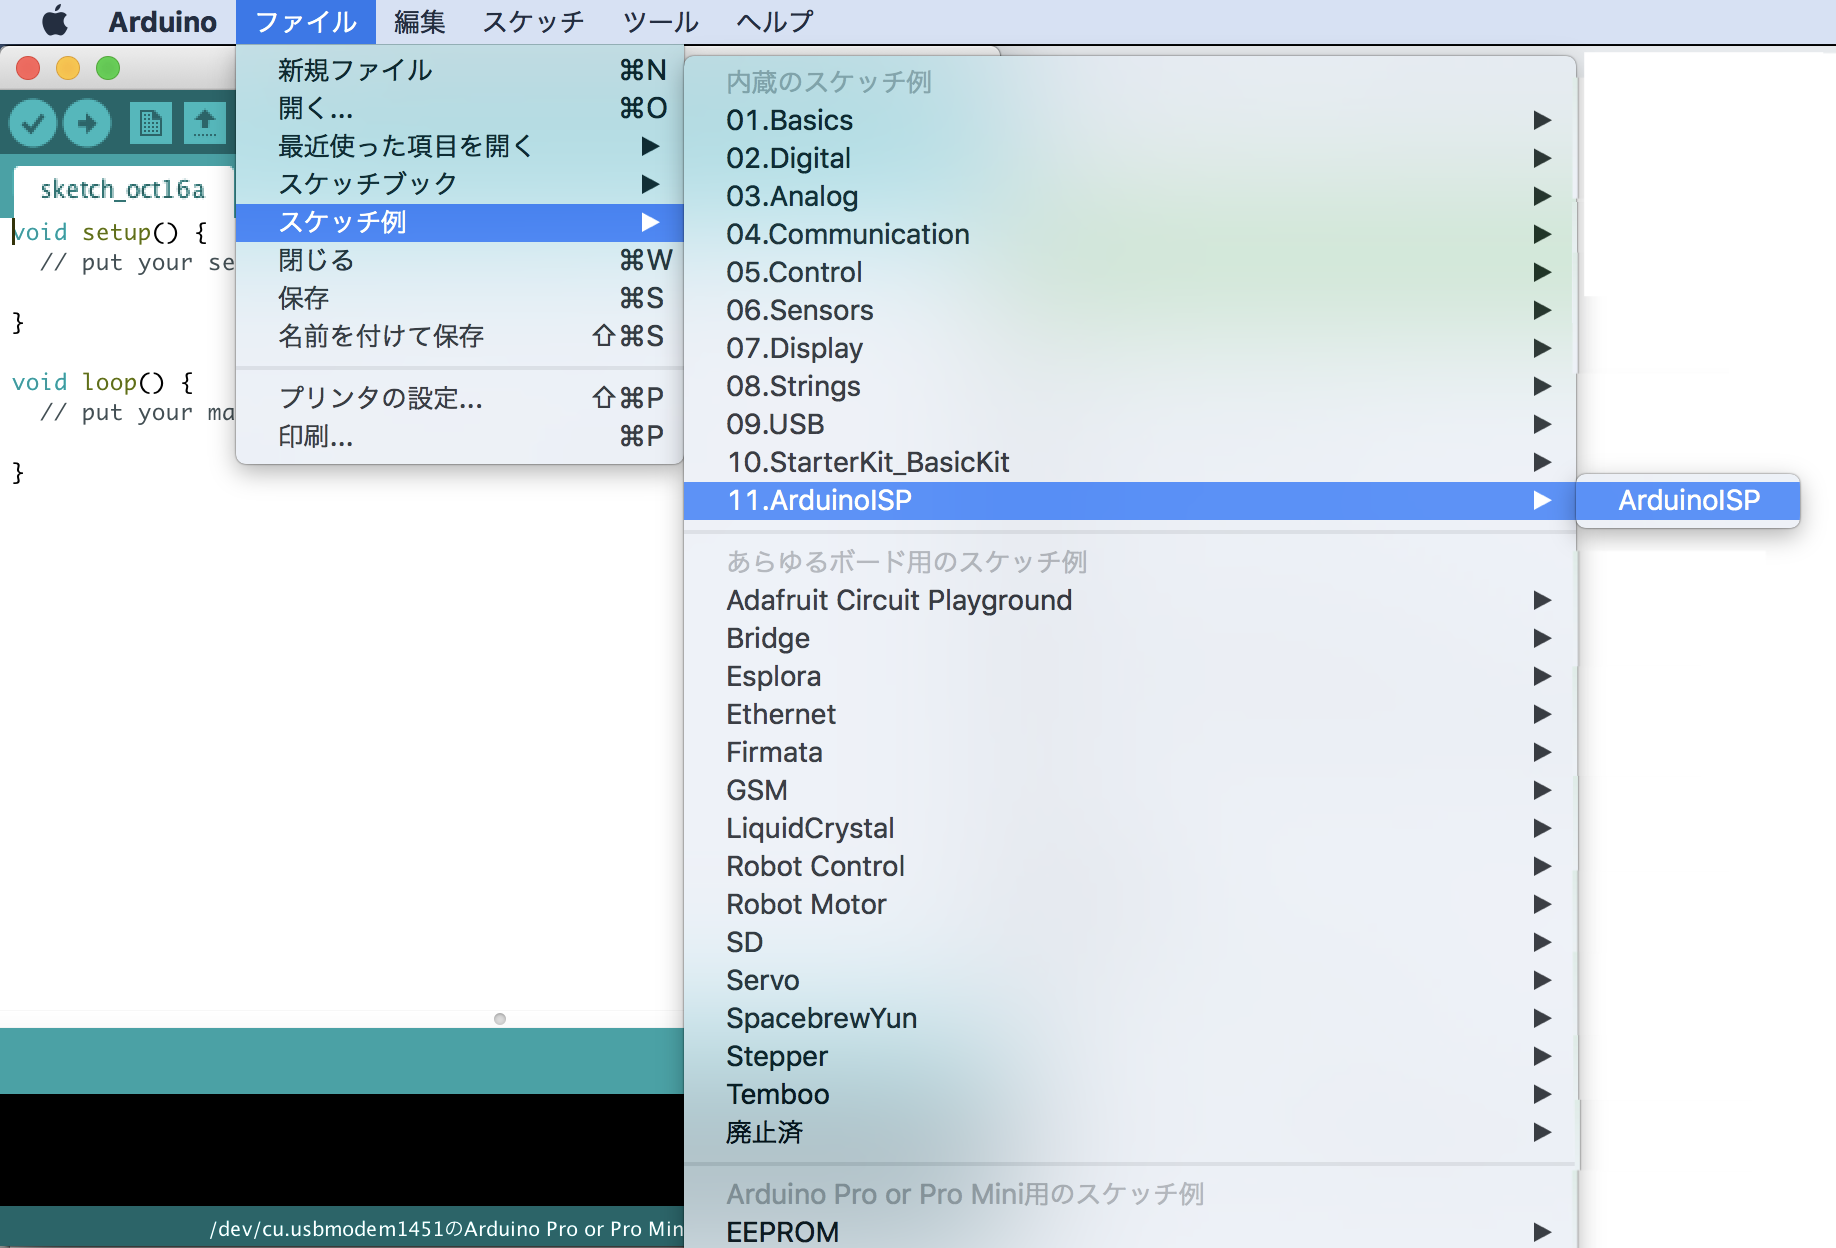 Arduino ファイル 編集 スケッチ ツール ヘルプ
新規ファイル ⌘N
開く... ⌘O
最近使った項目を開く ▶
スケッチブック ▶
スケッチ例 ▶
閉じる ⌘W
保存 ⌘S
名前を付けて保存 ⇧⌘S
プリンタの設定... ⇧⌘P
印刷... ⌘P
sketch_oct16a
void setup() {
// put your se
}
void loop() {
// put your ma
}
内蔵のスケッチ例
01.Basics ▶
02.Digital ▶
03.Analog ▶
04.Communication ▶
05.Control ▶
06.Sensors ▶
07.Display ▶
08.Strings ▶
09.USB ▶
10.StarterKit_BasicKit ▶
11.ArduinoISP ▶
ArduinoISP
あらゆるボード用のスケッチ例
Adafruit Circuit Playground ▶
Bridge ▶
Esplora ▶
Ethernet ▶
Firmata ▶
GSM ▶
LiquidCrystal ▶
Robot Control ▶
Robot Motor ▶
SD ▶
Servo ▶
SpacebrewYun ▶
Stepper ▶
Temboo ▶
廃止済 ▶
Arduino Pro or Pro Mini用のスケッチ例
EEPROM ▶
/dev/cu.usbmodem1451のArduino Pro or Pro Min